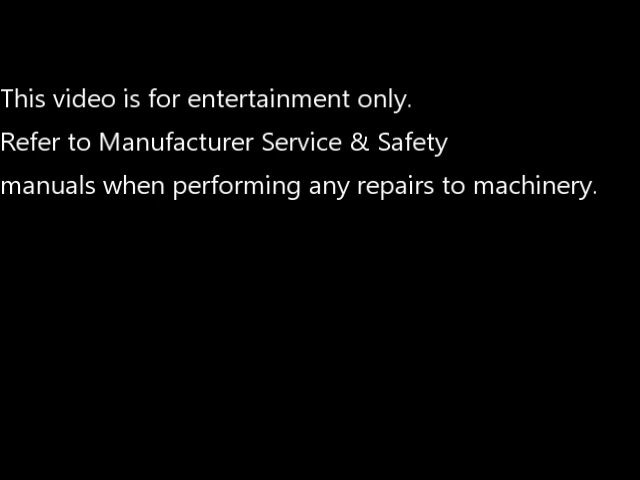 This video is for entertainment only.
Refer to Manufacturer Service & Safety
manuals when performing any repairs to machinery.